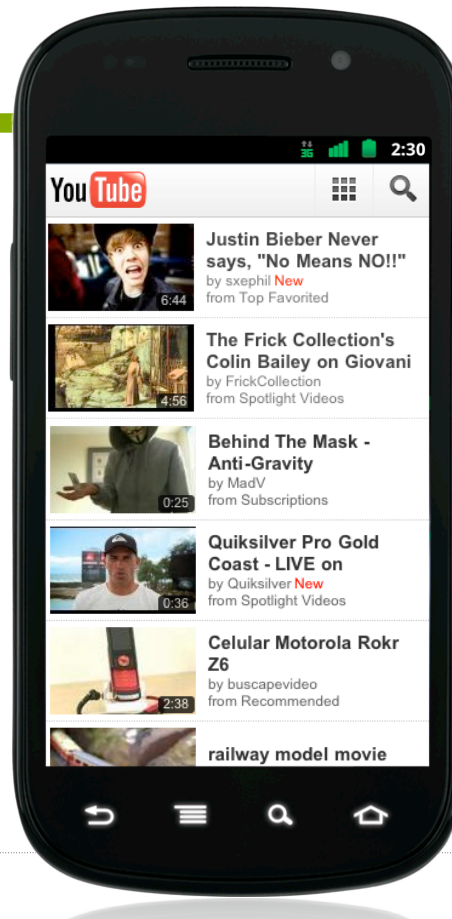 3G 2:30
You Tube
Justin Bieber Never
says, "No Means NO!!"
by sxephil New
from Top Favorited
6:44
The Frick Collection's
Colin Bailey on Giovani
by FrickCollection
from Spotlight Videos
4:56
Behind The Mask -
Anti-Gravity
by MadV
from Subscriptions
0:25
Quiksilver Pro Gold
Coast - LIVE on
by Quiksilver New
from Spotlight Videos
0:36
Celular Motorola Rokr
Z6
by buscapevideo
from Recommended
2:38
railway model movie